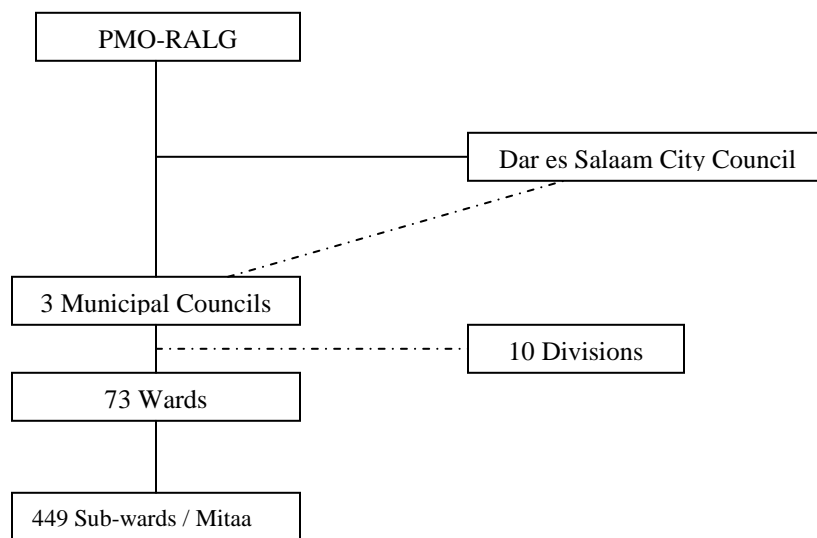 PMO-RALG
Dar es Salaam City Council
3 Municipal Councils
10 Divisions
73 Wards
449 Sub-wards / Mitaa